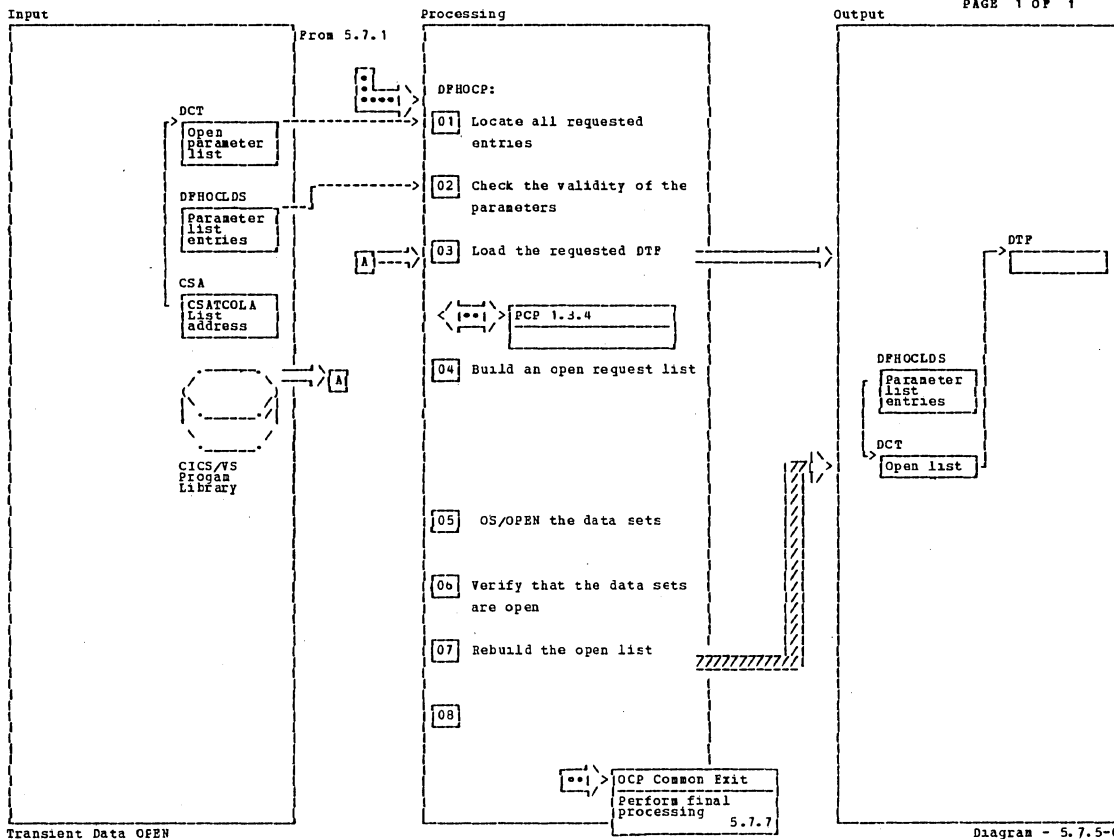 PAGE 1 OF 1
Input
Processing
Output
From 5.7.1
DFHOCP:
DCT
Open
parameter
list
01 Locate all requested
entries
DFHOCLDS
Parameter
list
entries
02 Check the validity of the
parameters
A
03 Load the requested DTF
DTF
CSA
CSATCOLA
List
address
PCP 1.3.4
A
04 Build an open request list
DFHOCLDS
Parameter
list
entries
CICS/VS
Progam
Library
DCT
Open list
05 OS/OPEN the data sets
06 Verify that the data sets
are open
07 Rebuild the open list
08
OCP Common Exit
Perform final
processing
5.7.7
Transient Data OPEN
Diagram - 5.7.5-